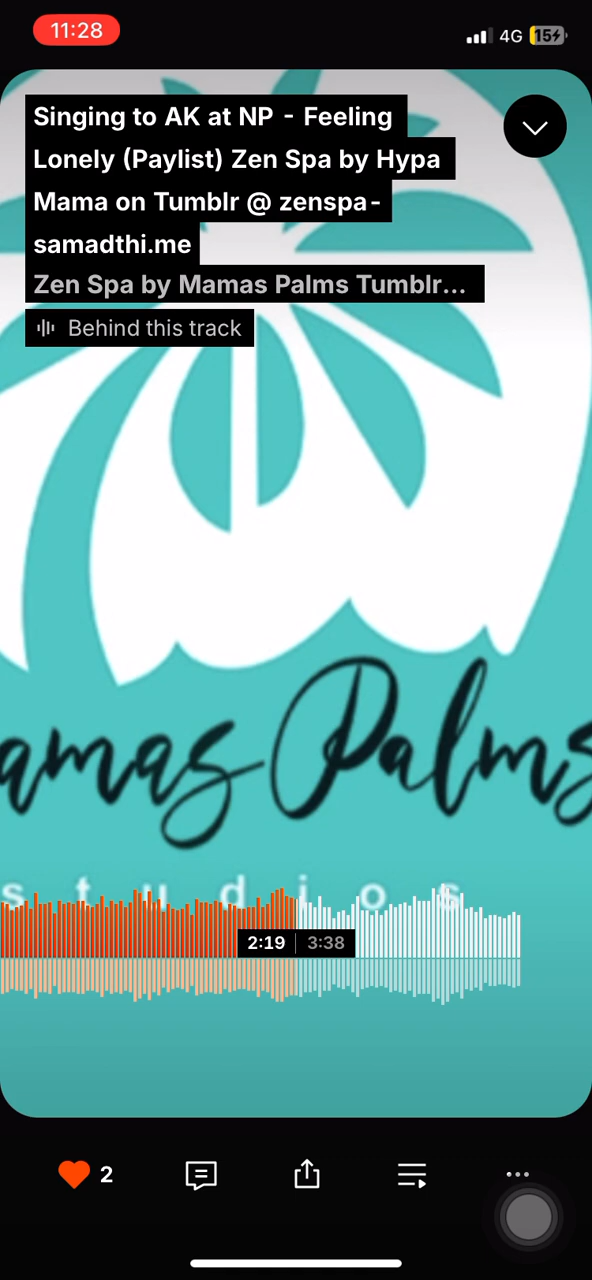 11:28
4G
15
Singing to AK at NP - Feeling
Lonely (Paylist) Zen Spa by Hypa
Mama on Tumblr @ zenspa-
samadthi.me
Zen Spa by Mamas Palms Tumblr...
Behind this track
amas Palms
studios
2:19 3:38
2